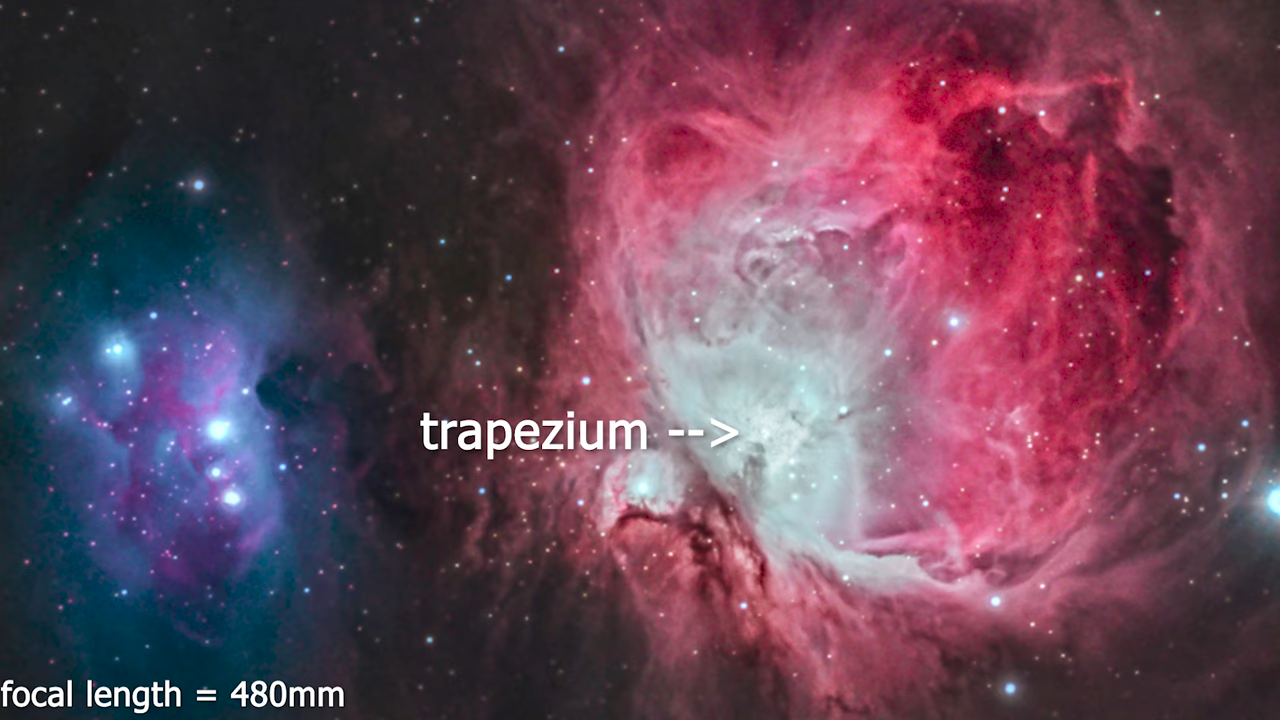 trapezium -->
focal length = 480mm